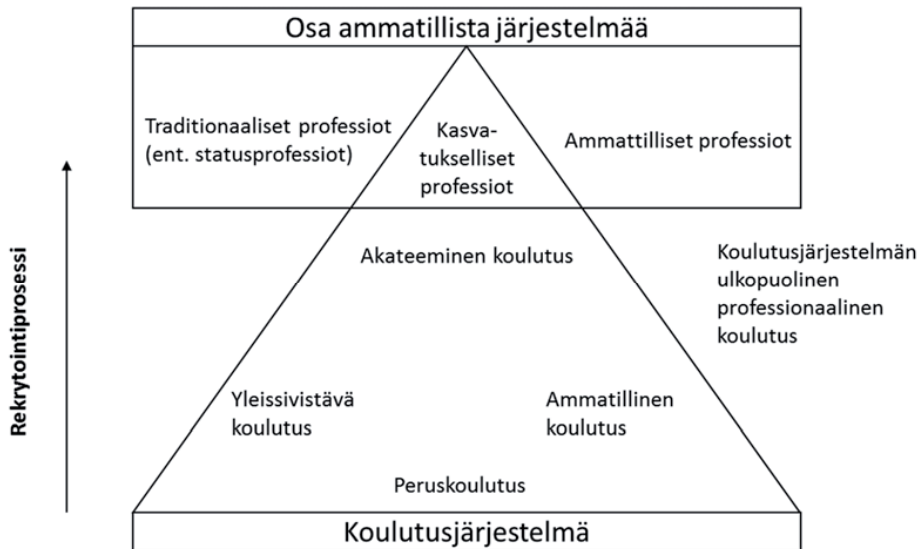 Osa ammatillista järjestelmää
Traditionaaliset professiot
(ent. statusprofessiot)
Kasva-
tukselliset
professiot
Ammattilliset professiot
Rekrytointiprosessi
Akateeminen koulutus
Koulutusjärjestelmän
ulkopuolinen
professionaalinen
koulutus
Yleissivistävä
koulutus
Ammatillinen
koulutus
Peruskoulutus
Koulutusjärjestelmä